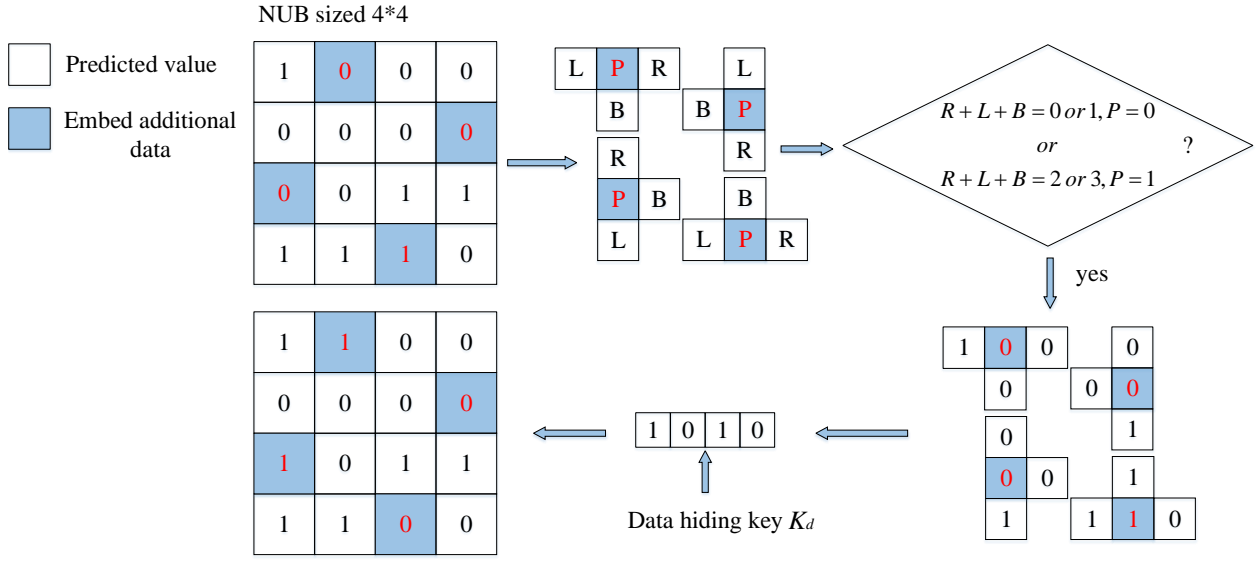 NUB sized 4*4
Predicted value
Embed additional
data
1 0 0 0
0 0 0 0
0 0 1 1
1 1 1 0
L P R
B
L
B P
R
R
P B
L
B
L P R
R + L + B = 0 or 1, P = 0
or
?
R + L + B = 2 or 3, P = 1
yes
1 0 0
0
0
0 0
1
0
0 0
1
1
1 1 0
1 0 1 0
Data hiding key Kd
1 1 0 0
0 0 0 0
1 0 1 1
1 1 0 0